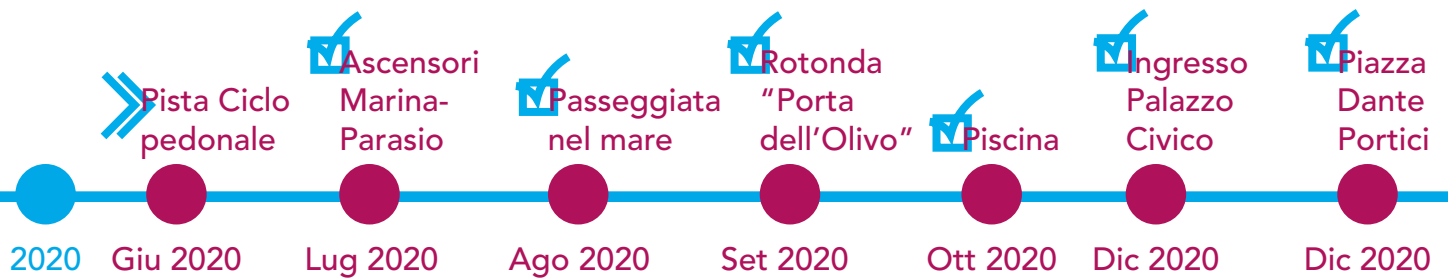 Pista Ciclo
pedonale
Ascensori
Marina-
Parasio
Passeggiata
nel mare
Rotonda
“Porta
dell’Olivo”
Piscina
Ingresso
Palazzo
Civico
Piazza
Dante
Portici
2020
Giu 2020
Lug 2020
Ago 2020
Set 2020
Ott 2020
Dic 2020
Dic 2020